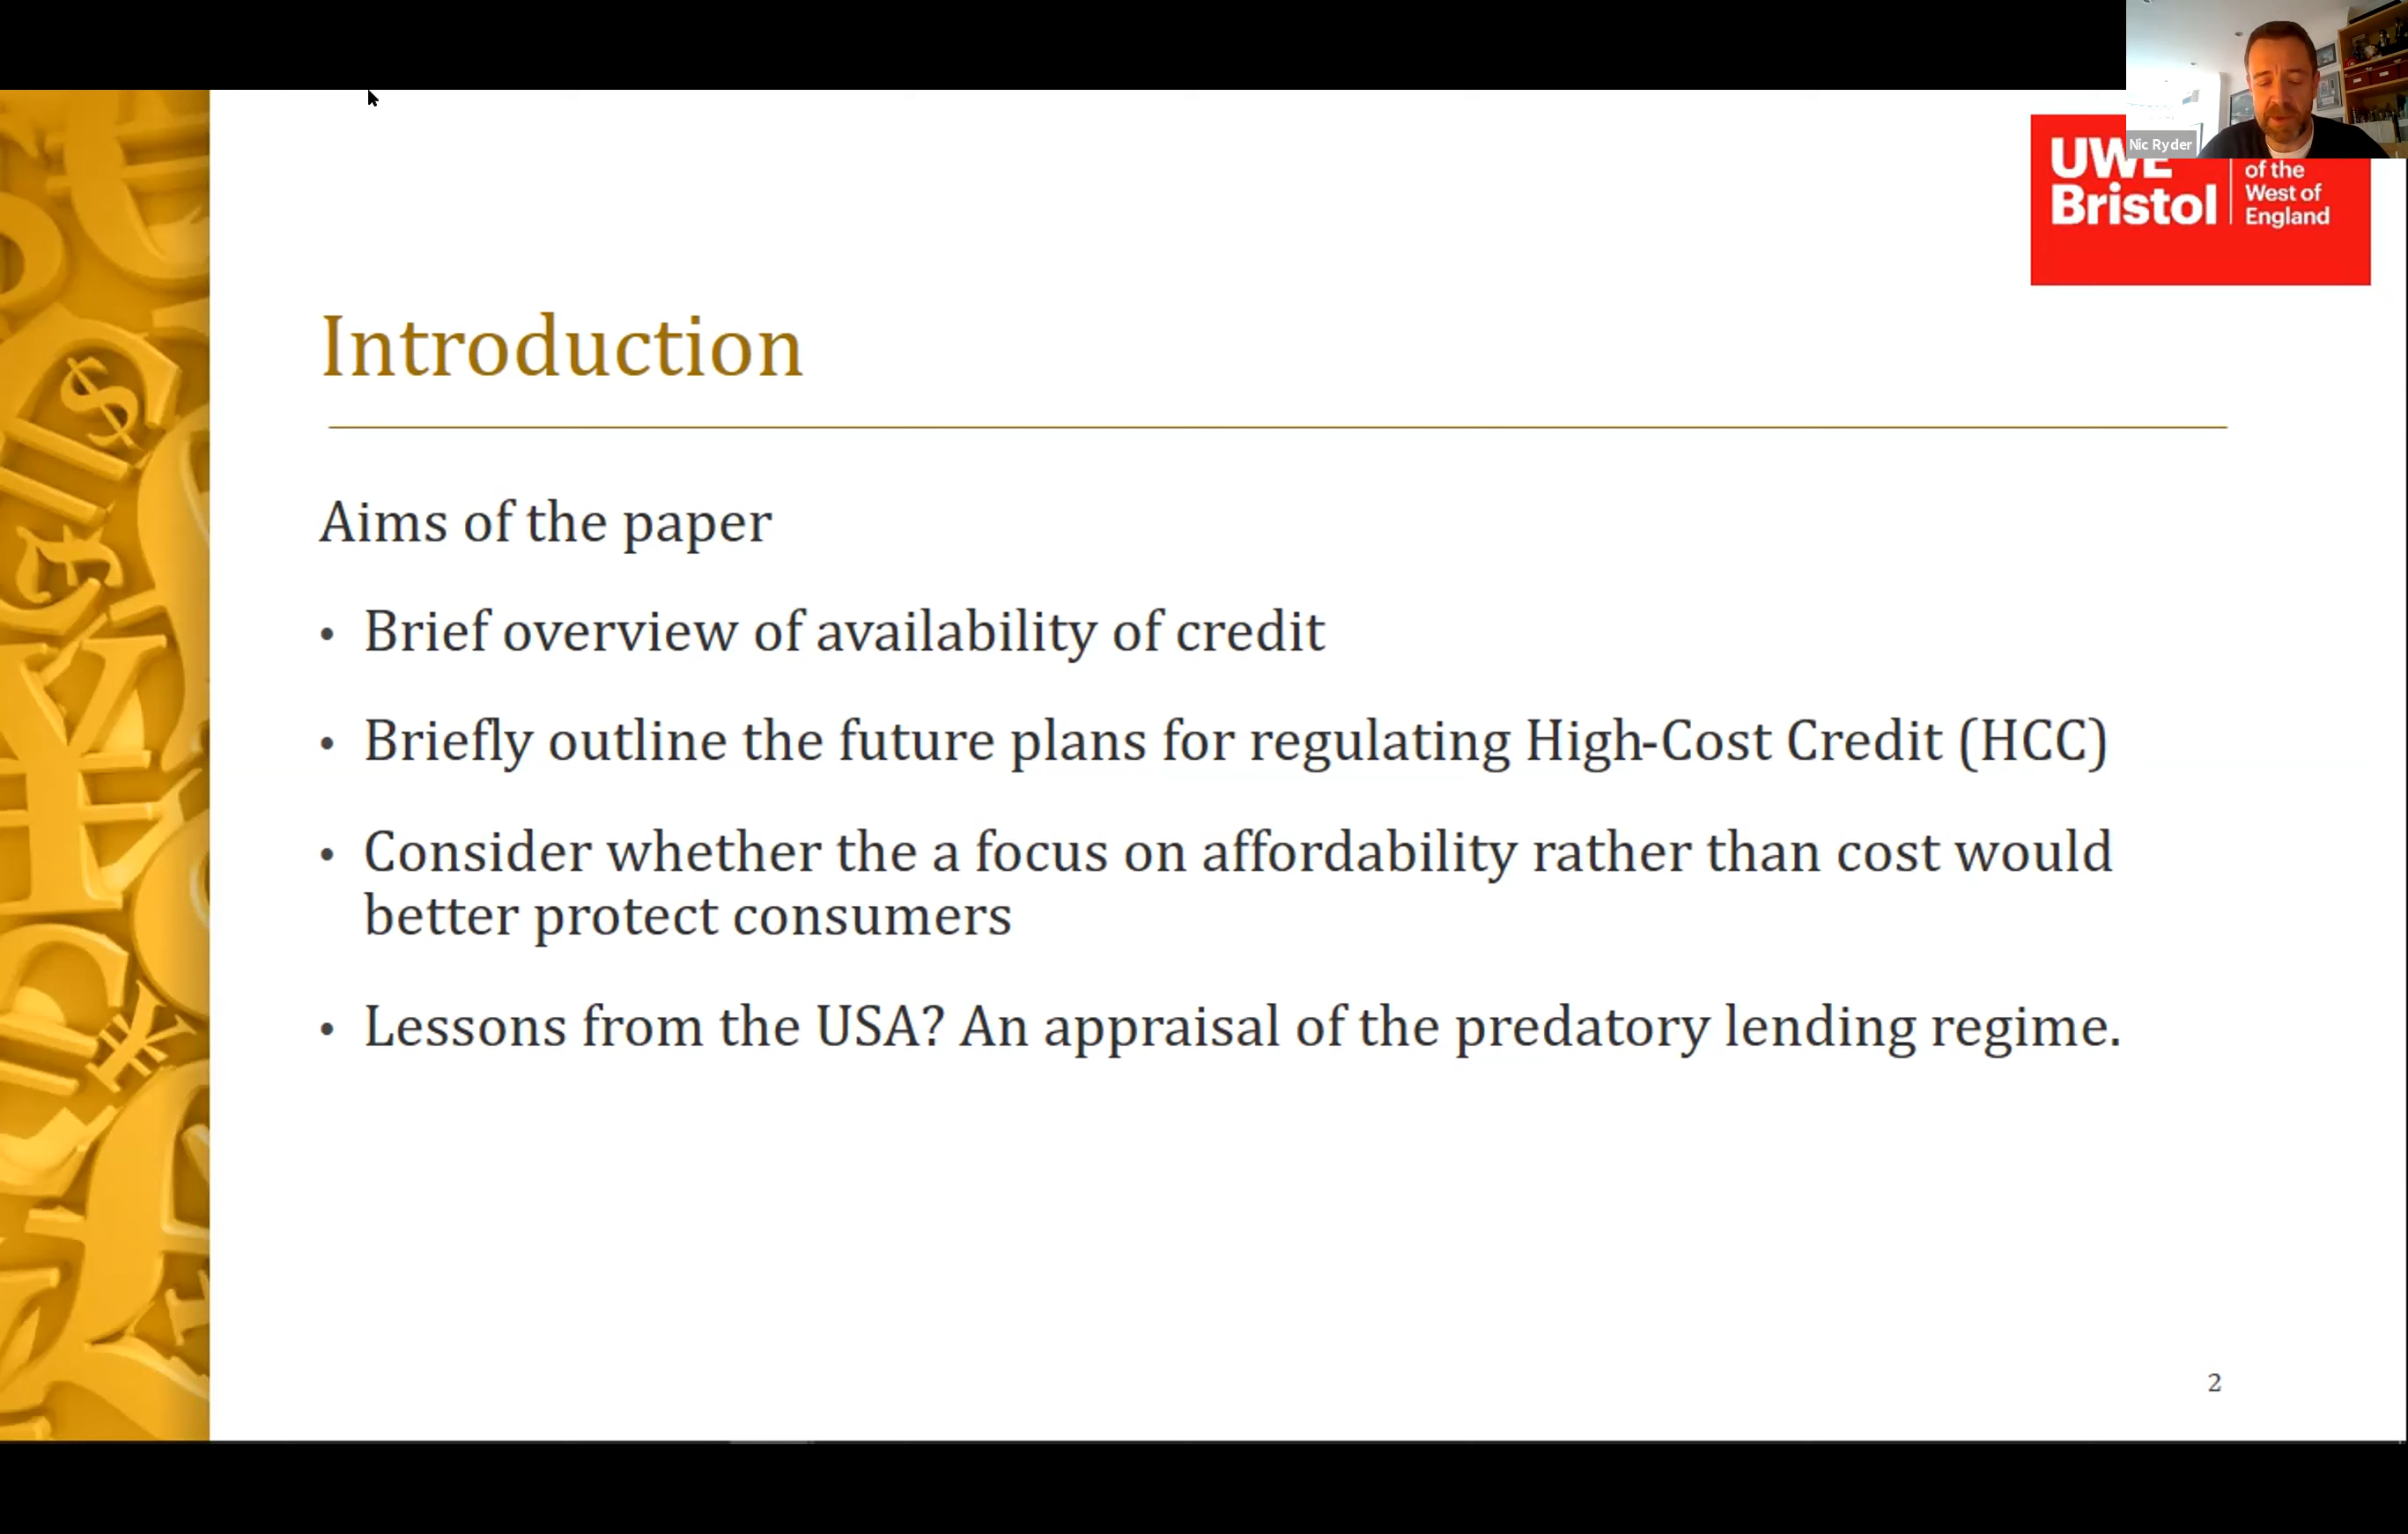 Nic Ryder
UWE
Bristol
of the
West of
England
Introduction
Aims of the paper
• Brief overview of availability of credit
• Briefly outline the future plans for regulating High-Cost Credit (HCC)
• Consider whether the a focus on affordability rather than cost would
better protect consumers
• Lessons from the USA? An appraisal of the predatory lending regime.
2